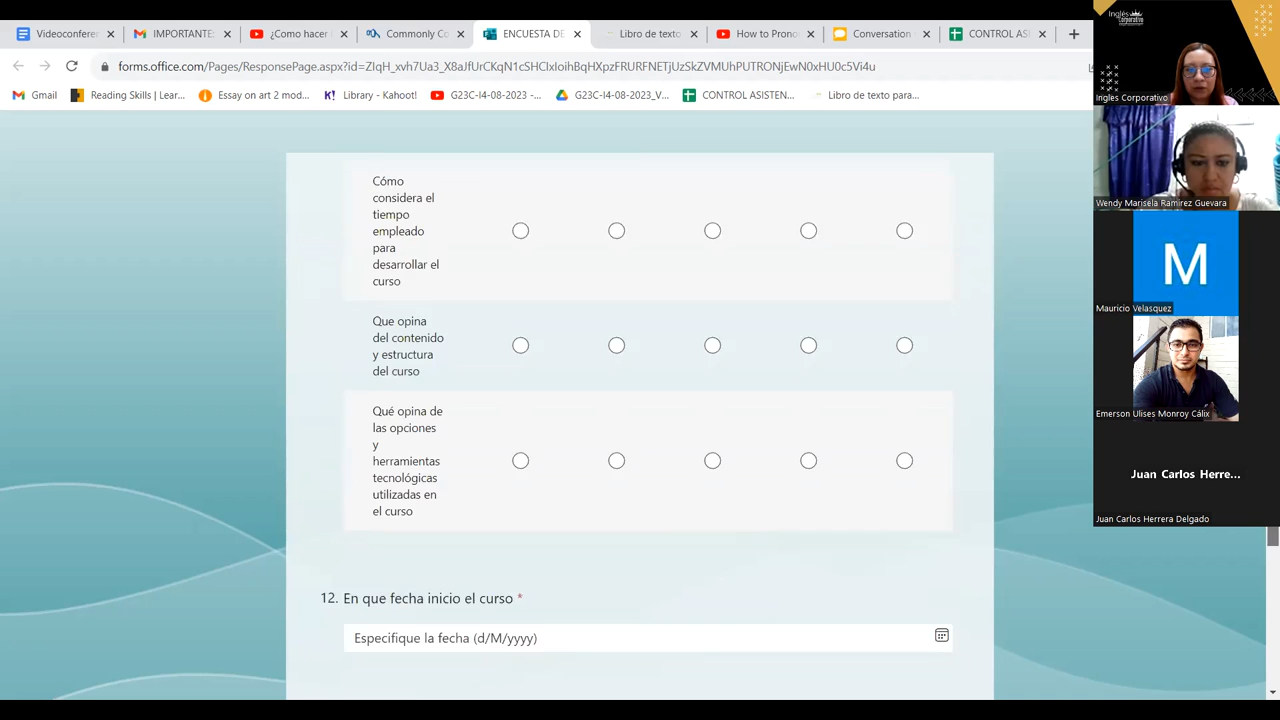 Videoconferen
IMPORTANTE:
¿Como hacer
Commonly Co
ENCUESTA DE
Libro de texto
How to Prono
Conversation
CONTROL AS
forms.office.com/Pages/ResponsePage.aspx?id=ZIqH_xvh7Ua3_X8aJfUrCKqN1cSHCIxIoihBqHXpzFRURFNETjUzSkZVMUhPUTRONjEwN0xHU0c5Vi4u
Gmail
Reading Skills | Lear...
Essay on art 2 mod...
Library - Kano
G23C-I4-08-2023 -...
G23C-I4-08-2023_V...
CONTROL ASISTEN...
Libro de texto para...
Cómo
considera el
tiempo
empleado
para
desarrollar el
curso
Que opina
del contenido
y estructura
del curso
Qué opina de
las opciones
y
herramientas
tecnológicas
utilizadas en
el curso
12. En que fecha inicio el curso *
Especifique la fecha (d/M/yyyy)
Inglés
Corporativo
Ingles Corporativo
Wendy Marisela Ramirez Guevara
M
Mauricio Velasquez
Emerson Ulises Monroy Cálix
Juan Carlos Herre...
Juan Carlos Herrera Delgado